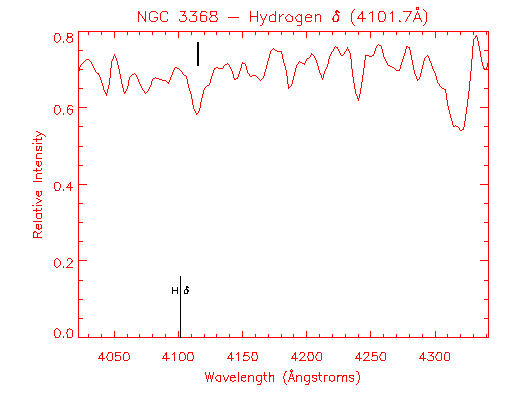 NGC 3368 – Hydrogen δ (4101.7Å)
0.8
0.6
0.4
0.2
0.0
Relative Intensity
H δ
4050 4100 4150 4200 4250 4300
Wavelength (Ångstroms)